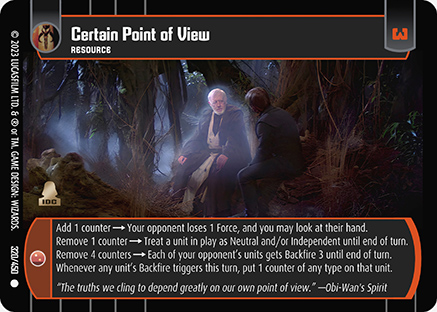 Certain Point of View
RESOURCE
© 2023 LUCASFILM LTD. & ® or TM. GAME DESIGN: WIZARDS.
IDC
Add 1 counter → Your opponent loses 1 Force, and you may look at their hand.
Remove 1 counter → Treat a unit in play as Neutral and/or Independent until end of turn.
Remove 4 counters → Each of your opponent's units gets Backfire 3 until end of turn.
Whenever any unit's Backfire triggers this turn, put 1 counter of any type on that unit.
"The truths we cling to depend greatly on our own point of view." —Obi-Wan's Spirit